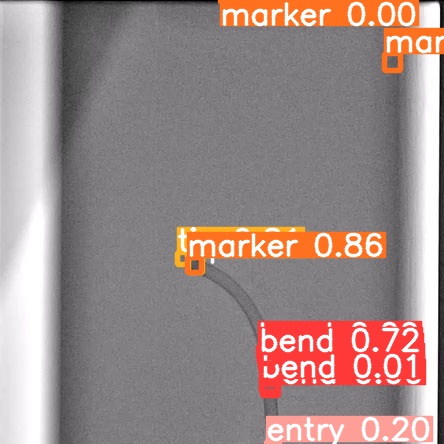 marker 0.00
mar
marker 0.86
bend 0.72
bend 0.01
entry 0.20